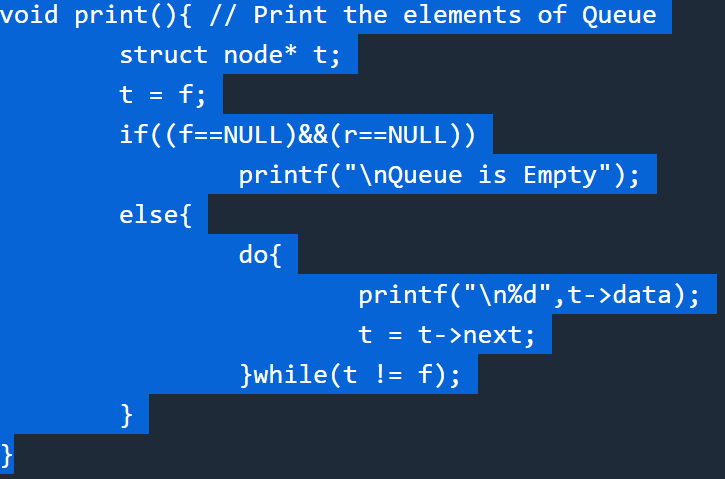 void print(){ // Print the elements of Queue
        struct node* t;
        t = f;
        if((f==NULL)&&(r==NULL))
                printf("\nQueue is Empty");
        else{
                do{
                        printf("\n%d",t->data);
                        t = t->next;
                }while(t != f);
        }
}